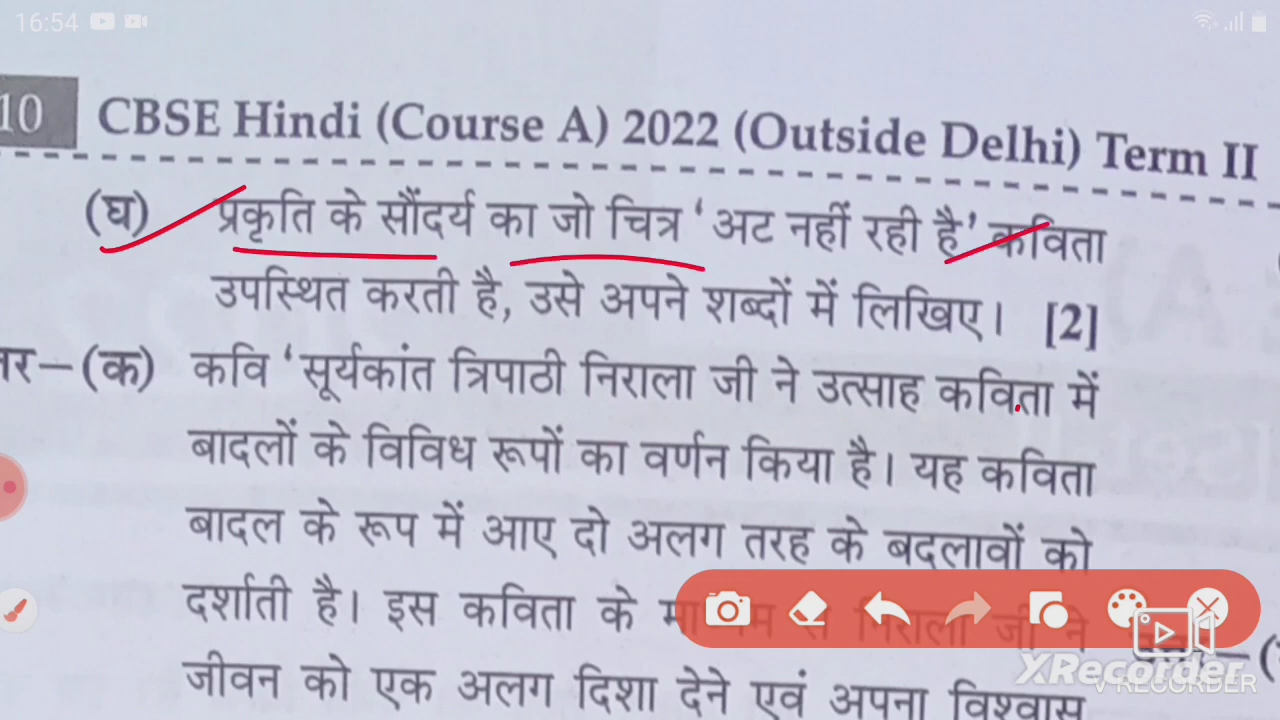 16:54
10 CBSE Hindi (Course A) 2022 (Outside Delhi) Term II
(घ) प्रकृति के सौंदर्य का जो चित्र ‘अट नहीं रही है’ कविता
उपस्थित करती है, उसे अपने शब्दों में लिखिए। [2]
(क) कवि ‘सूर्यकांत त्रिपाठी निराला जी ने उत्साह कविता में
बादलों के विविध रूपों का वर्णन किया है। यह कविता
बादल के रूप में आए दो अलग तरह के बदलावों को
दर्शाती है। इस कविता के माध्यम से निराला जी ने
जीवन को एक अलग दिशा देने एवं अपना विश्वास
XRecorder
V RECORDER